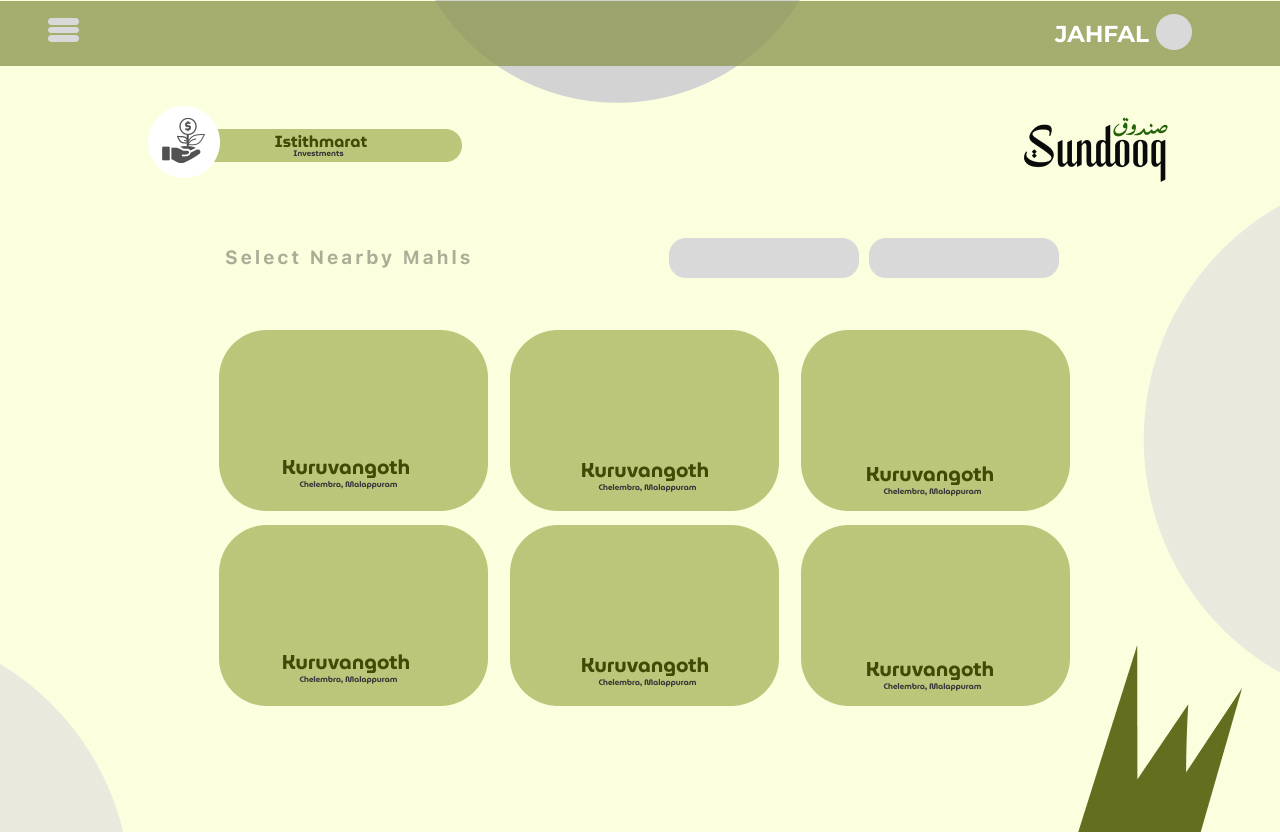 JAHFAL
Istithmarat
Investments
صندوق
Sundooq
Select Nearby Mahls
Kuruvangoth
Chelembra, Malappuram
Kuruvangoth
Chelembra, Malappuram
Kuruvangoth
Chelembra, Malappuram
Kuruvangoth
Chelembra, Malappuram
Kuruvangoth
Chelembra, Malappuram
Kuruvangoth
Chelembra, Malappuram